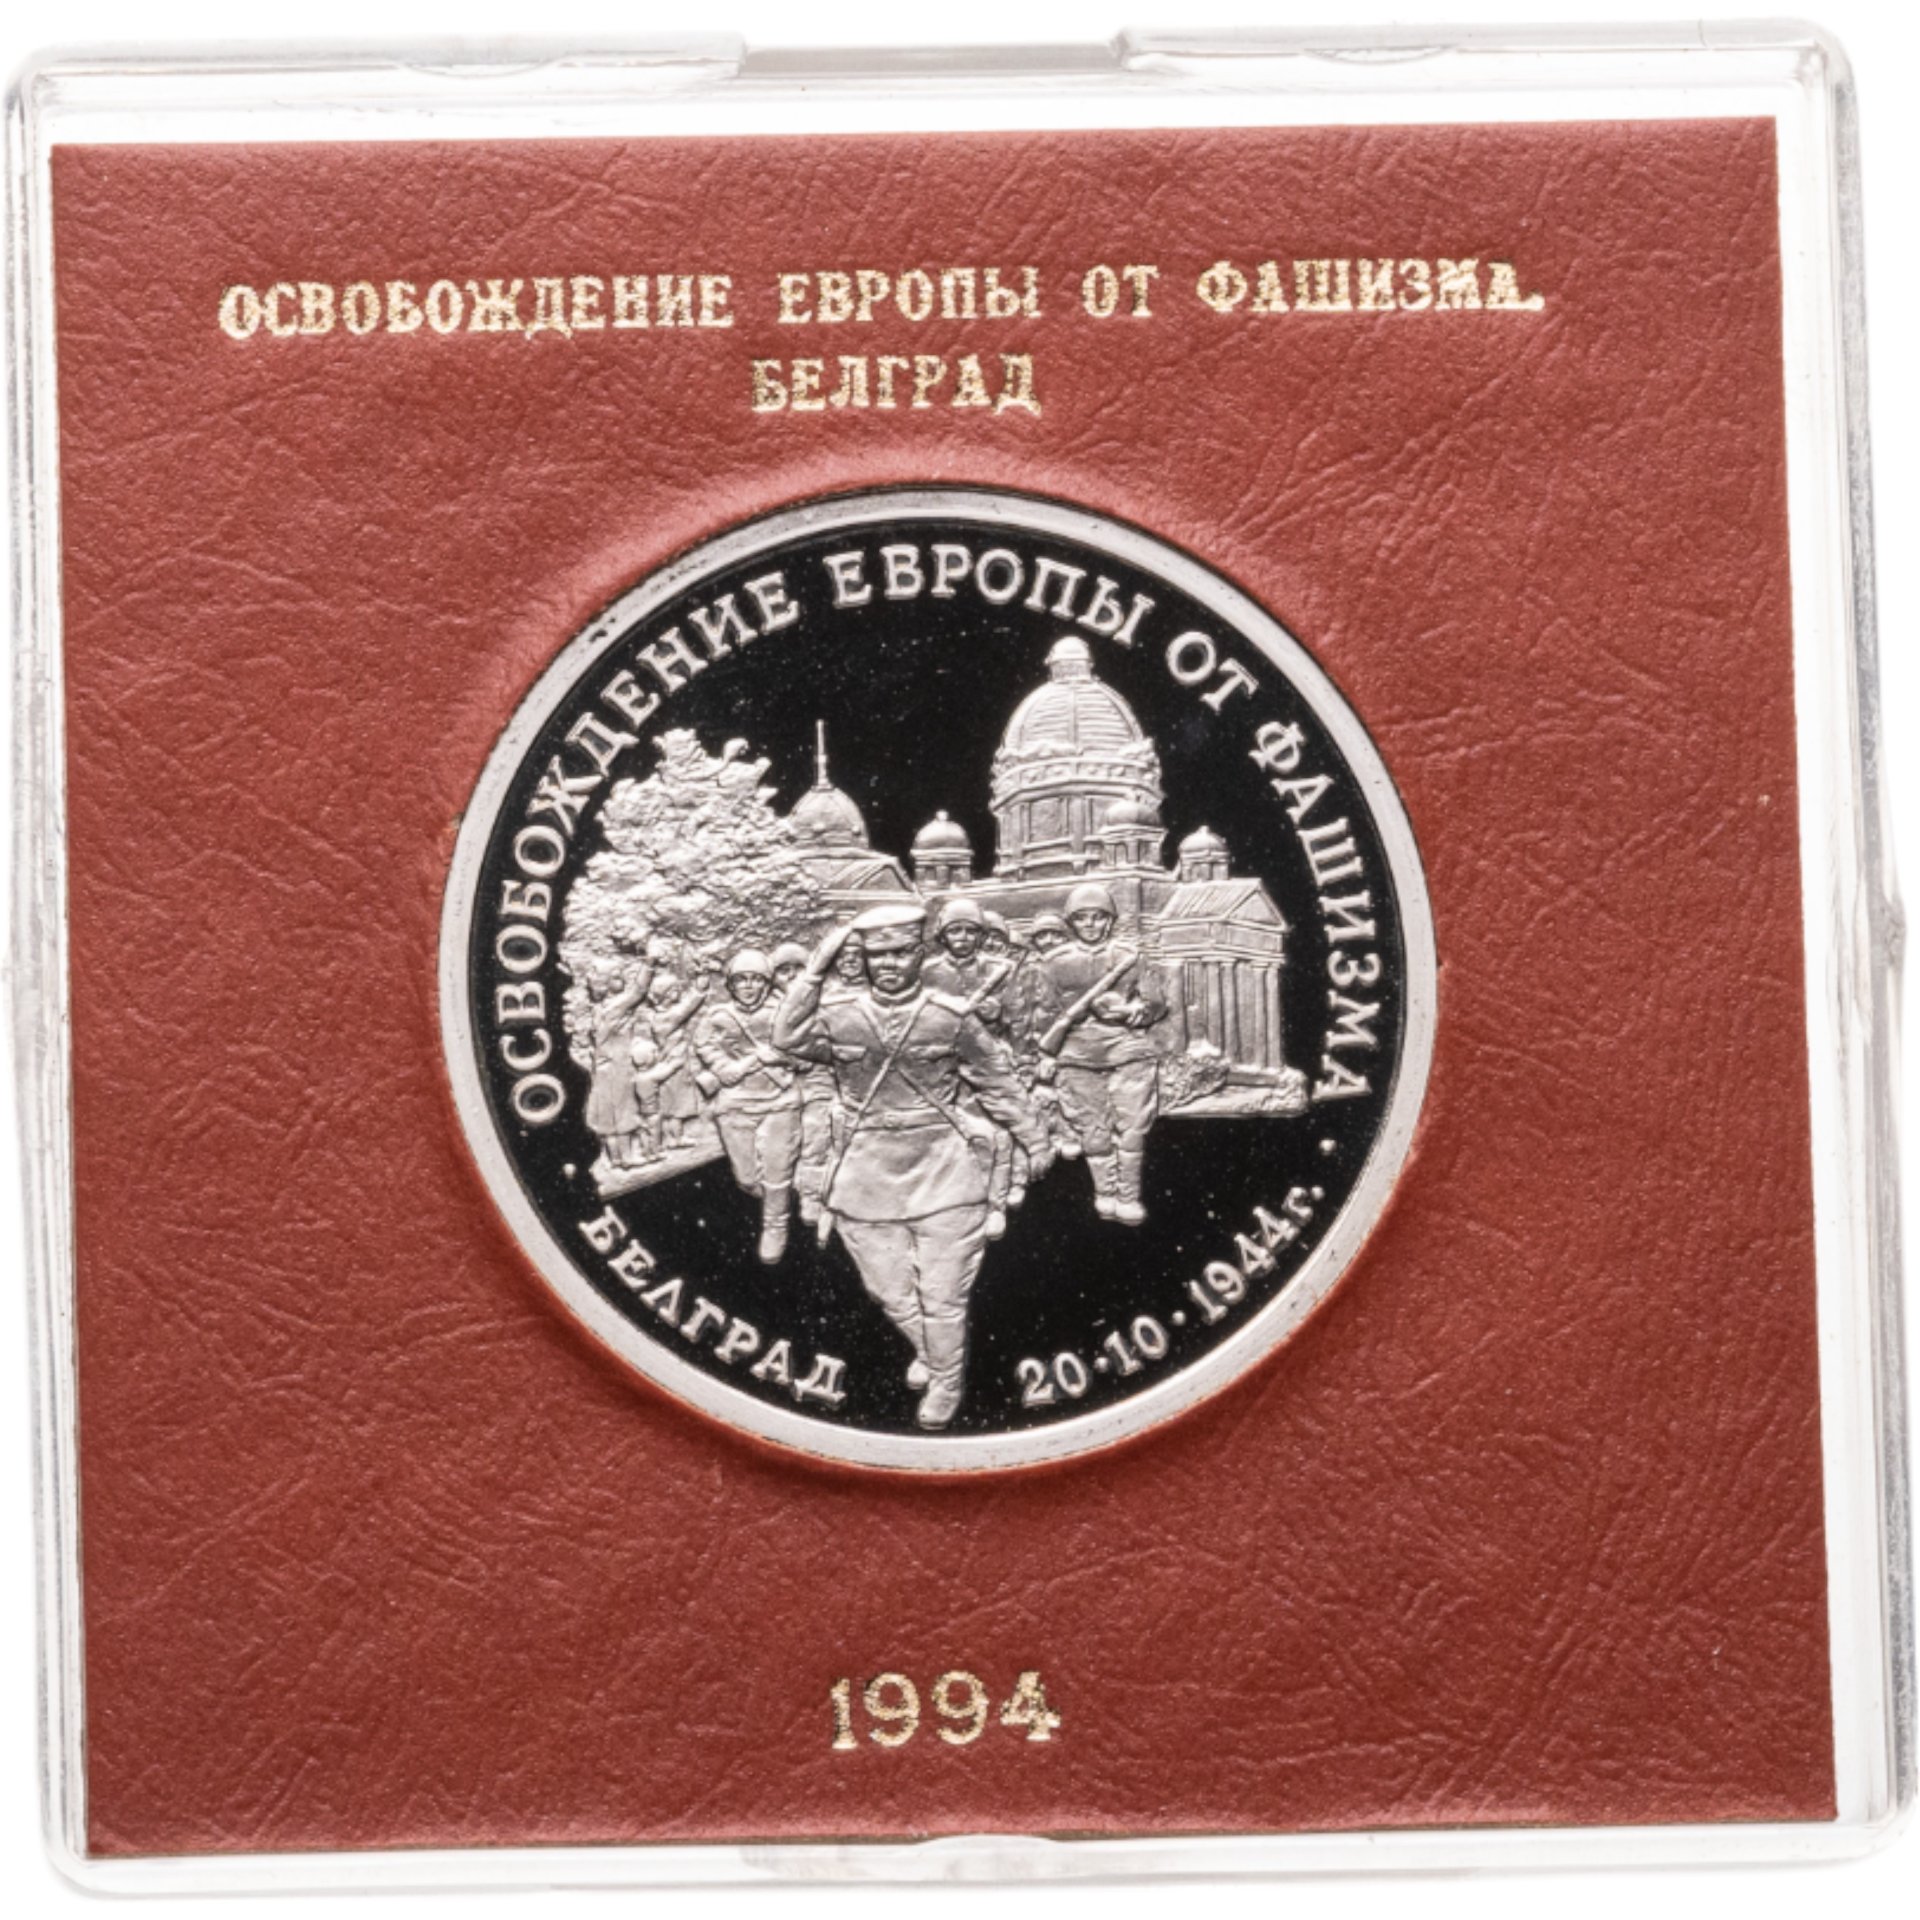 ОСВОБОЖДЕНИЕ ЕВРОПЫ ОТ ФАШИЗМА.
БЕЛГРАД
ОСВОБОЖДЕНИЕ ЕВРОПЫ ОТ ФАШИЗМА
· БЕЛГРАД 20·10·1944г. ·
1994